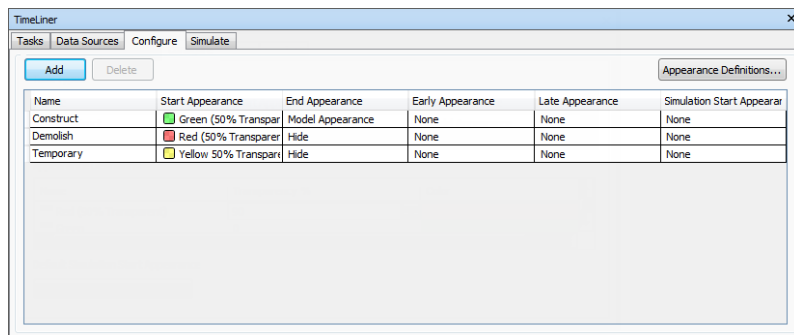 TimeLiner
Tasks Data Sources Configure Simulate
Add Delete Appearance Definitions...
Name Start Appearance End Appearance Early Appearance Late Appearance Simulation Start Appearar
Construct Green (50% Transpar Model Appearance None None None
Demolish Red (50% Transparer Hide None None None
Temporary Yellow 50% Transpare Hide None None None